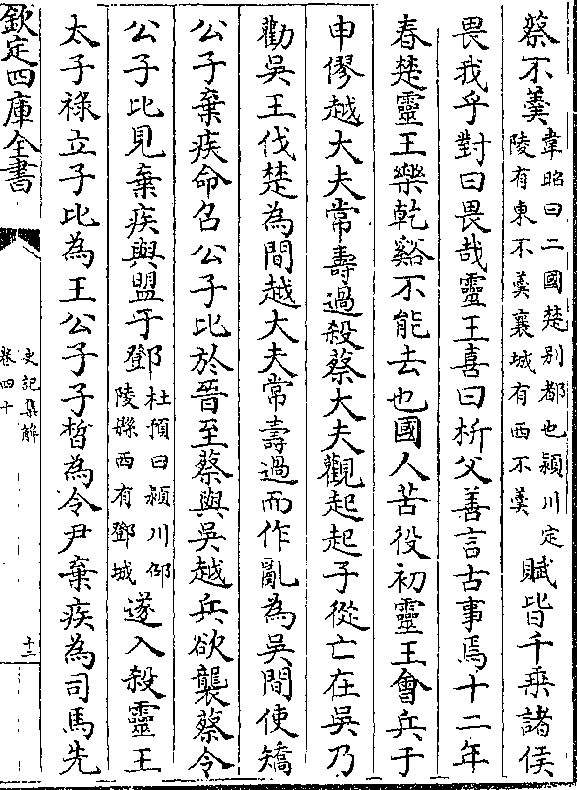 蔡不羮韋昭曰二國楚别都也潁川定
陵有東不羮襄城有西不羮賦皆千乗諸侯
畏我乎對曰畏哉靈王喜曰析父善言古事焉十二年
春楚靈王樂乾谿不能去也國人苦役初靈王會兵于
申僇越大夫常壽過殺蔡大夫觀起起子從亡在吳乃
勸吳王伐楚為間越大夫常壽過而作亂為吳間使矯
公子棄疾命召公子比於晉至蔡與吳越兵欲襲蔡令
公子比見棄疾與盟于鄧杜預曰潁川邵
陵縣西有鄧城遂入殺靈王
太子祿立子比為王公子子晳為令尹棄疾為司馬先
欽定四庫全書
史記集解
卷四十
十三